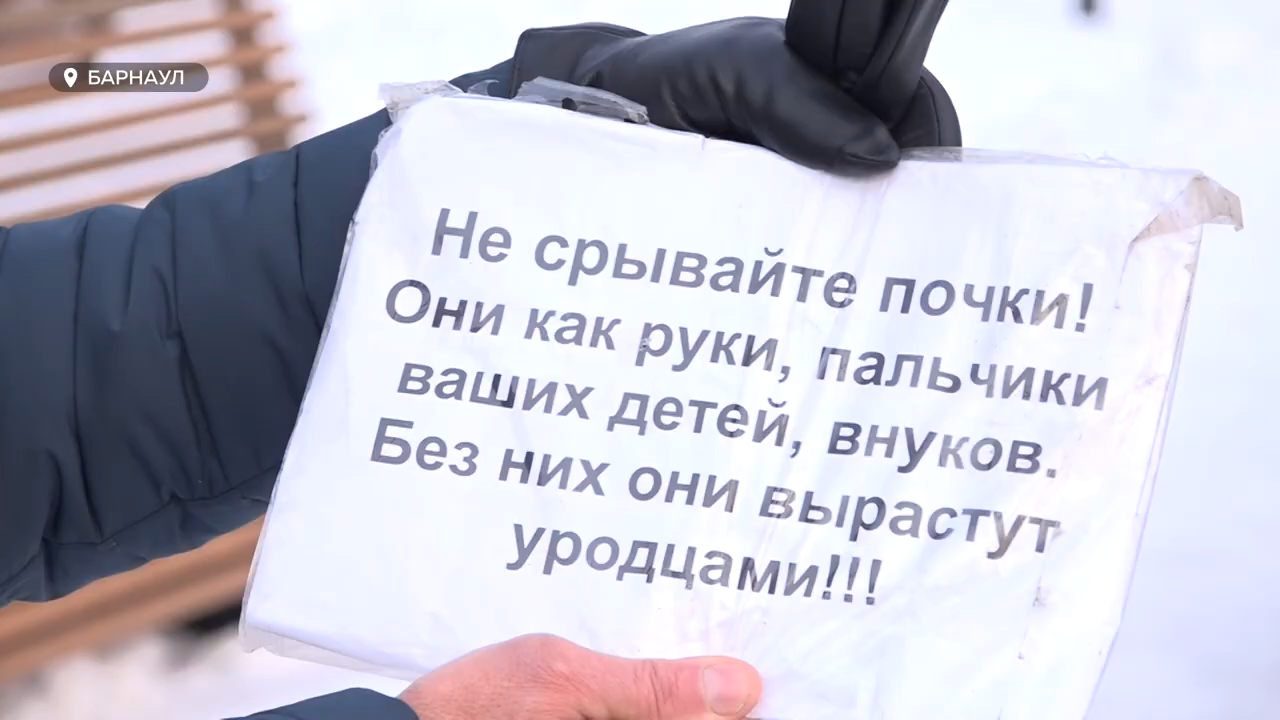 БАРНАУЛ
Не срывайте почки!
Они как руки, пальчики
ваших детей, внуков.
Без них они вырастут
уродцами!!!